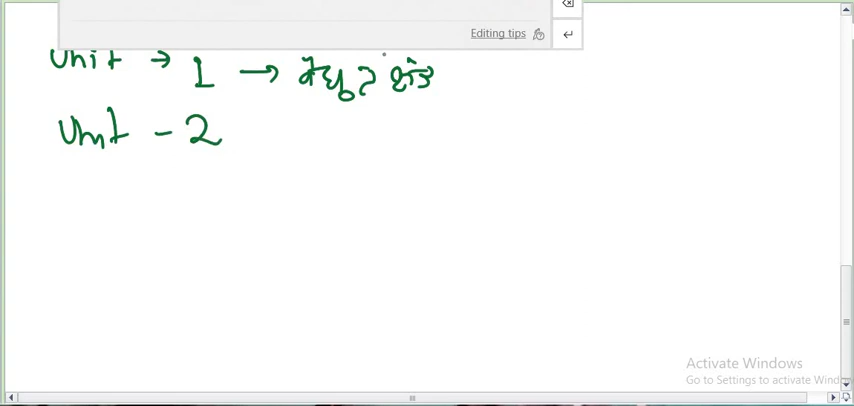 Editing tips
Unit → 1 →
Unit - 2
Activate Windows
Go to Settings to activate Wind